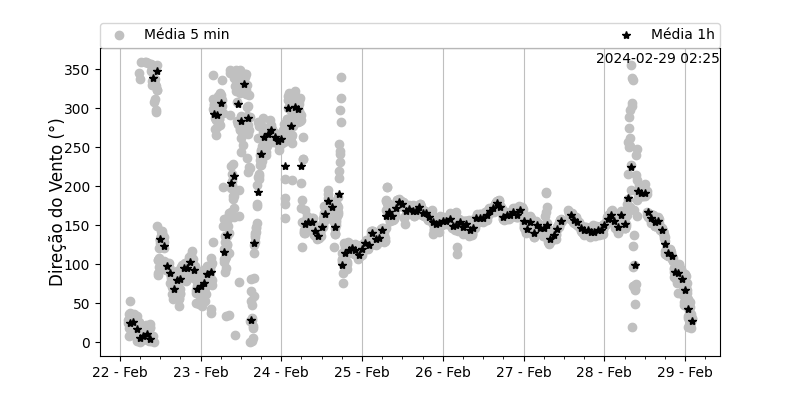 Média 5 min
Média 1h
2024-02-29 02:25
Direção do Vento (°)
350
300
250
200
150
100
50
0
22 - Feb
23 - Feb
24 - Feb
25 - Feb
26 - Feb
27 - Feb
28 - Feb
29 - Feb